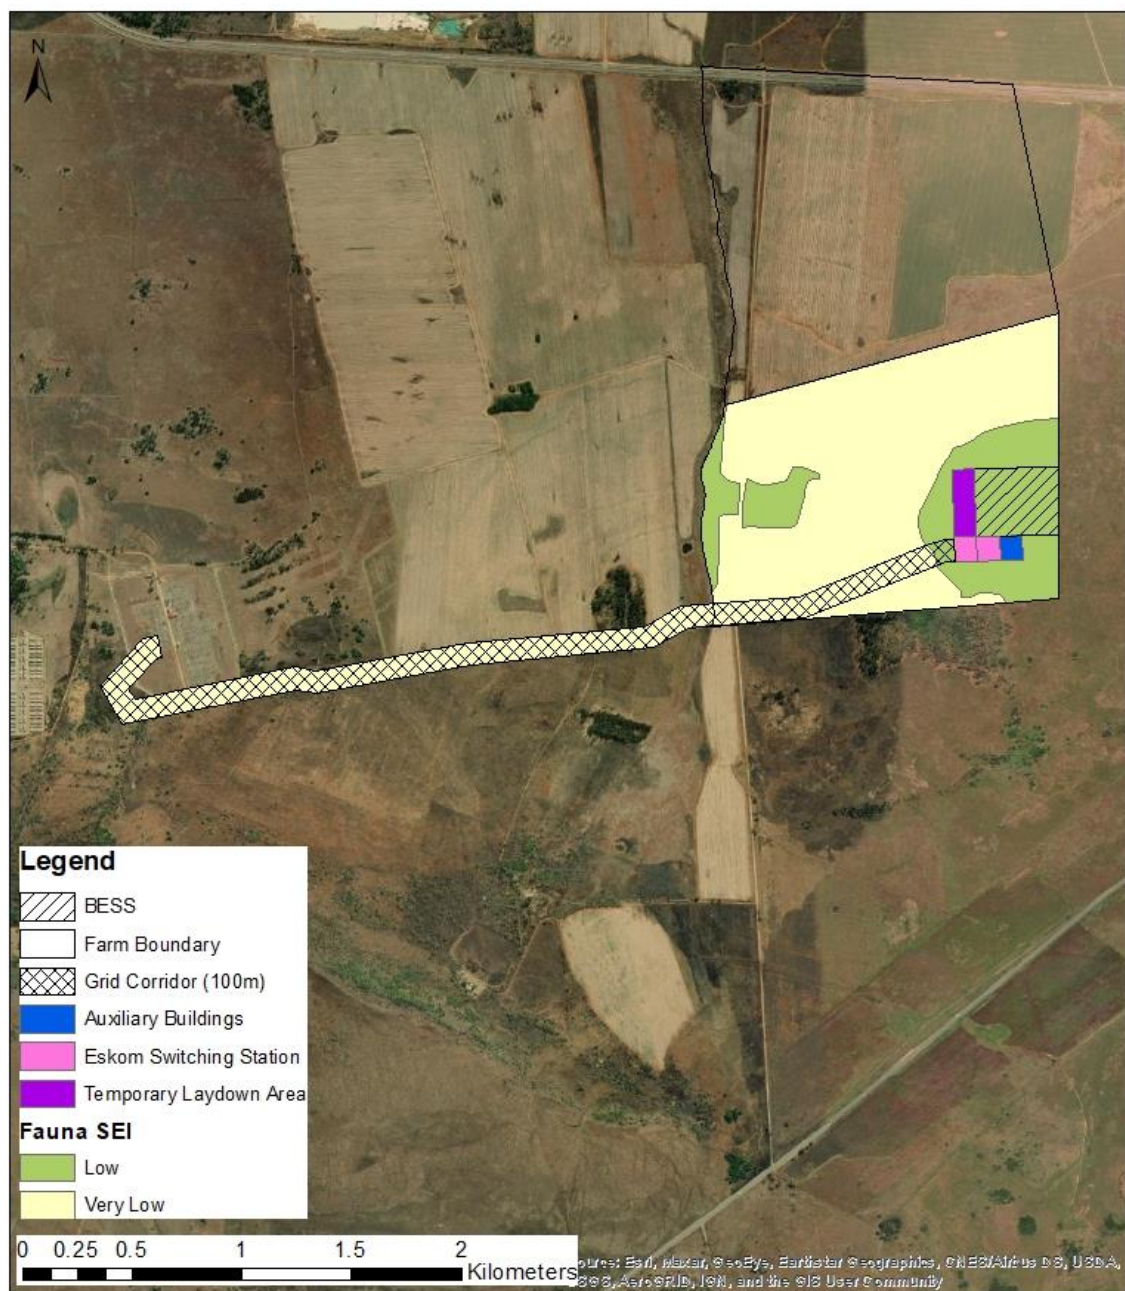 N
Legend
BESS
Farm Boundary
Grid Corridor (100m)
Auxiliary Buildings
Eskom Switching Station
Temporary Laydown Area
Fauna SEI
Low
Very Low
0 0.25 0.5 1 1.5 2
Kilometers
ource: Esri, Maxar, GeoEye, Earthstar Geographics, CNES/Airbus DS, USDA,
SGS, AeroGRID, IGN, and the GIS User Community